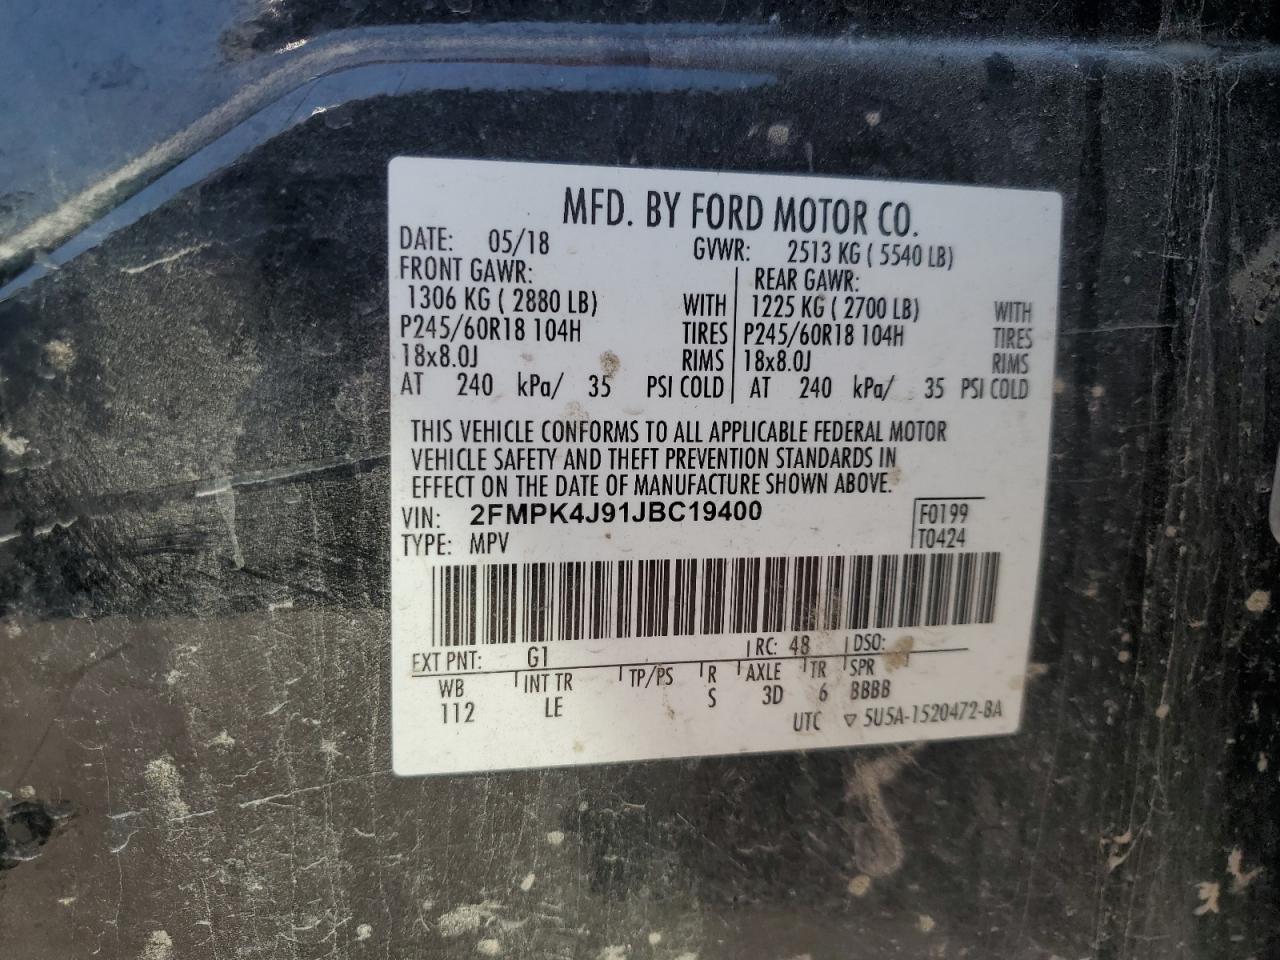 MFD. BY FORD MOTOR CO.
DATE: 05/18 GVWR: 2513 KG ( 5540 LB)
FRONT GAWR: REAR GAWR:
1306 KG ( 2880 LB) WITH 1225 KG ( 2700 LB) WITH
P245/60R18 104H TIRES P245/60R18 104H TIRES
18x8.0J RIMS 18x8.0J RIMS
AT 240 kPa/ 35 PSI COLD AT 240 kPa/ 35 PSI COLD
THIS VEHICLE CONFORMS TO ALL APPLICABLE FEDERAL MOTOR
VEHICLE SAFETY AND THEFT PREVENTION STANDARDS IN
EFFECT ON THE DATE OF MANUFACTURE SHOWN ABOVE.
VIN: 2FMPK4J91JBC19400 F0199
TYPE: MPV T0424
EXT PNT: G1 RC: 48 DSO:
WB INT TR TP/PS R AXLE TR SPR
112 LE S 3D 6 BBBB
UTC ▽ 5U5A-1520472-BA